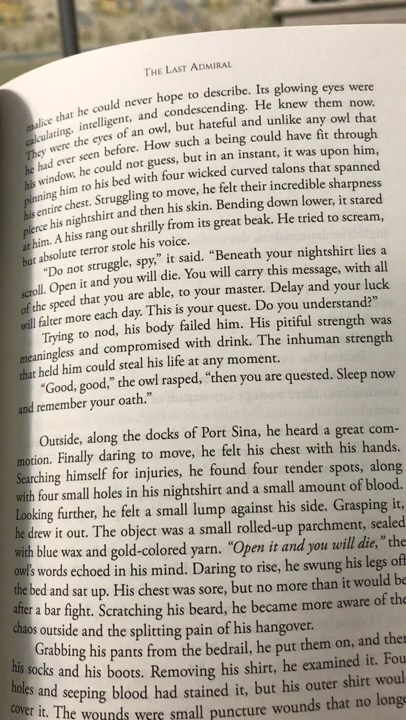 THE LAST ADMIRAL
malice that he could never hope to describe. Its glowing eyes were
calculating, intelligent, and condescending. He knew them now.
They were the eyes of an owl, but hateful and unlike any owl that
he had ever seen before. How such a being could have fit through
his window, he could not guess, but in an instant, it was upon him,
pinning him to his bed with four wicked curved talons that spanned
his entire chest. Struggling to move, he felt their incredible sharpness
pierce his nightshirt and then his skin. Bending down lower, it stared
at him. A hiss rang out shrilly from its great beak. He tried to scream,
but absolute terror stole his voice.
“Do not struggle, spy,” it said. “Beneath your nightshirt lies a
scroll. Open it and you will die. You will carry this message, with all
of the speed that you are able, to your master. Delay and your luck
will falter more each day. This is your quest. Do you understand?”
Trying to nod, his body failed him. His pitiful strength was
meaningless and compromised with drink. The inhuman strength
that held him could steal his life at any moment.
“Good, good,” the owl rasped, “then you are quested. Sleep now
and remember your oath.”
Outside, along the docks of Port Sina, he heard a great com-
motion. Finally daring to move, he felt his chest with his hands.
Searching himself for injuries, he found four tender spots, along
with four small holes in his nightshirt and a small amount of blood.
Looking further, he felt a small lump against his side. Grasping it,
he drew it out. The object was a small rolled-up parchment, sealed
with blue wax and gold-colored yarn. “Open it and you will die,” the
owl’s words echoed in his mind. Daring to rise, he swung his legs off
the bed and sat up. His chest was sore, but no more than it would be
after a bar fight. Scratching his beard, he became more aware of the
chaos outside and the splitting pain of his hangover.
Grabbing his pants from the bedrail, he put them on, and then
his socks and his boots. Removing his shirt, he examined it. Fou
holes and seeping blood had stained it, but his outer shirt woul
cover it. The wounds were small puncture wounds that no longe